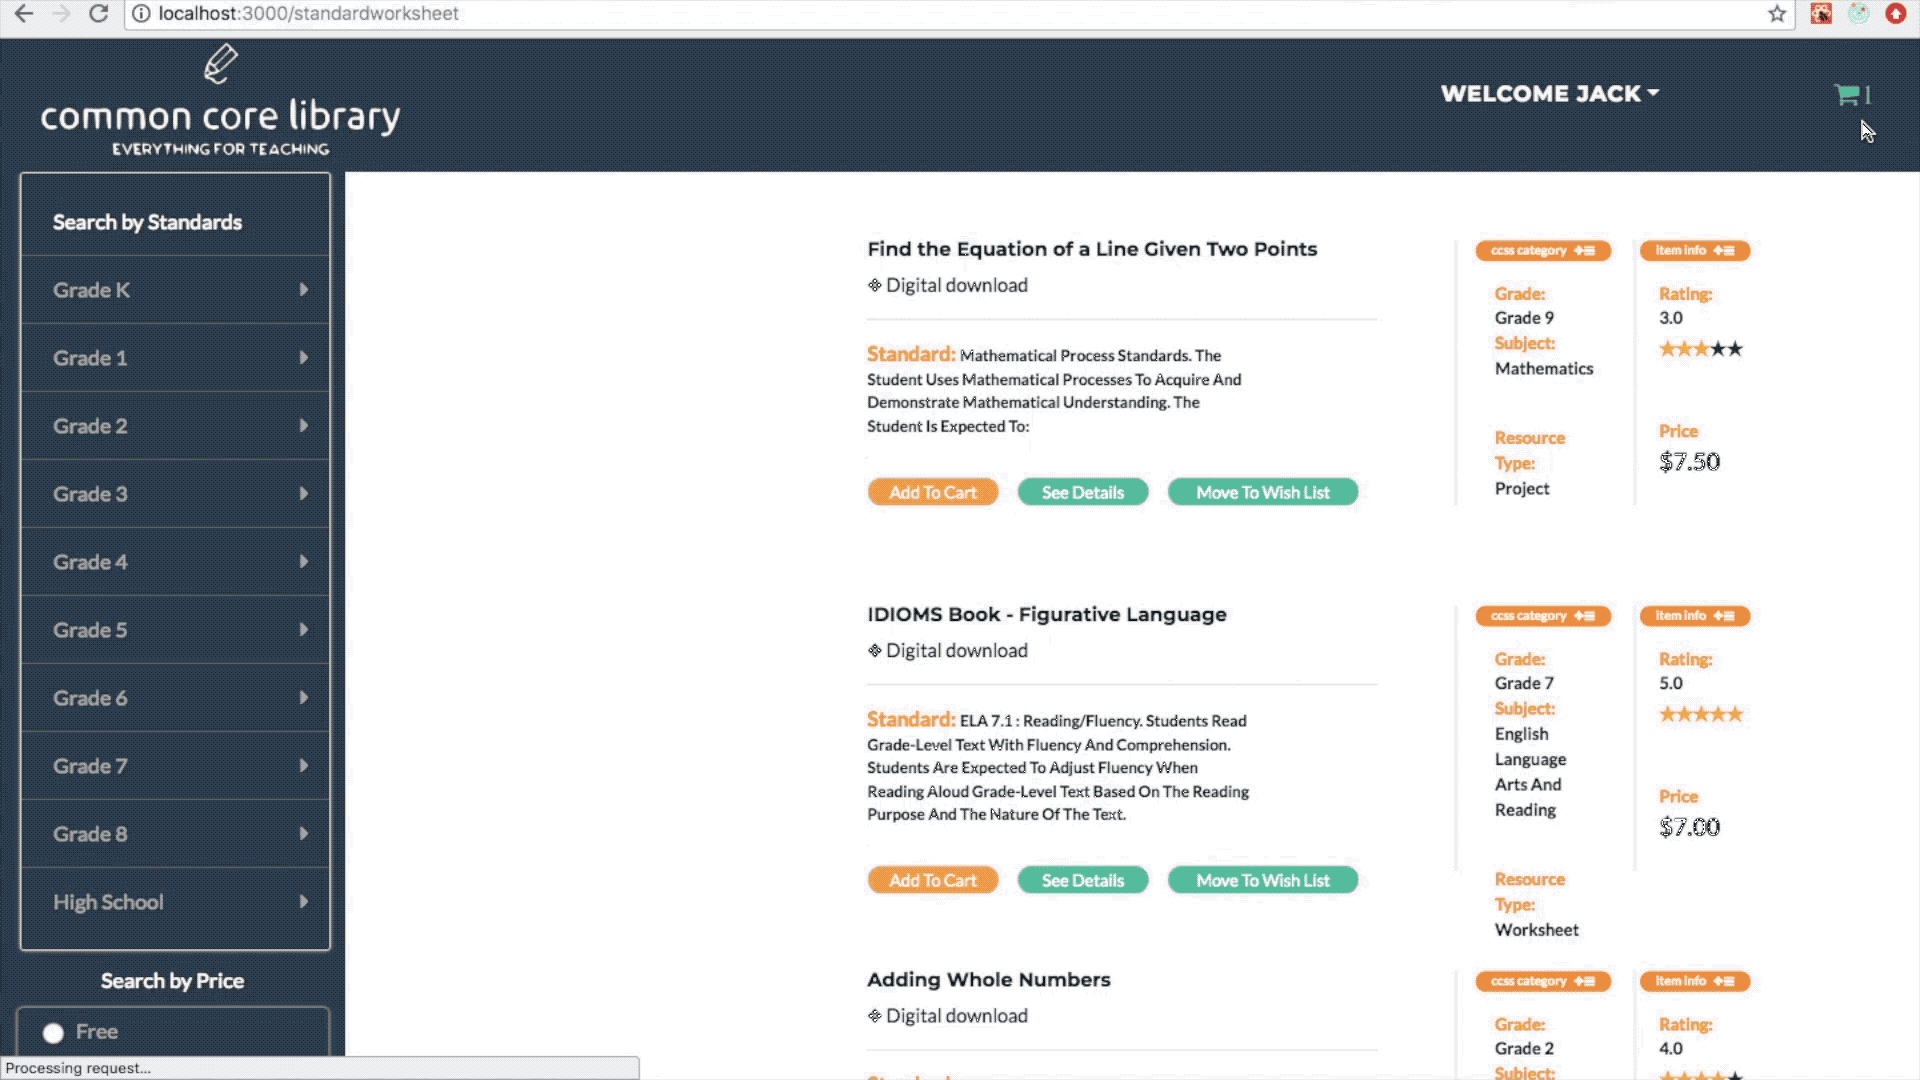 localhost:3000/standardworksheet
common core library
EVERYTHING FOR TEACHING
WELCOME JACK
1
Search by Standards
Grade K
Grade 1
Grade 2
Grade 3
Grade 4
Grade 5
Grade 6
Grade 7
Grade 8
High School
Search by Price
Free
Processing request...
Find the Equation of a Line Given Two Points
Digital download
Standard: Mathematical Process Standards. The
Student Uses Mathematical Processes To Acquire And
Demonstrate Mathematical Understanding. The
Student Is Expected To:
Add To Cart See Details Move To Wish List
ccss category
Grade:
Grade 9
Subject:
Mathematics
Resource
Type:
Project
item info
Rating:
3.0
Price
$7.50
IDIOMS Book - Figurative Language
Digital download
Standard: ELA 7.1 : Reading/Fluency. Students Read
Grade-Level Text With Fluency And Comprehension.
Students Are Expected To Adjust Fluency When
Reading Aloud Grade-Level Text Based On The Reading
Purpose And The Nature Of The Text.
Add To Cart See Details Move To Wish List
ccss category
Grade:
Grade 7
Subject:
English
Language
Arts And
Reading
Resource
Type:
Worksheet
item info
Rating:
5.0
Price
$7.00
Adding Whole Numbers
Digital download
ccss category
Grade:
Grade 2
Subject:
item info
Rating:
4.0